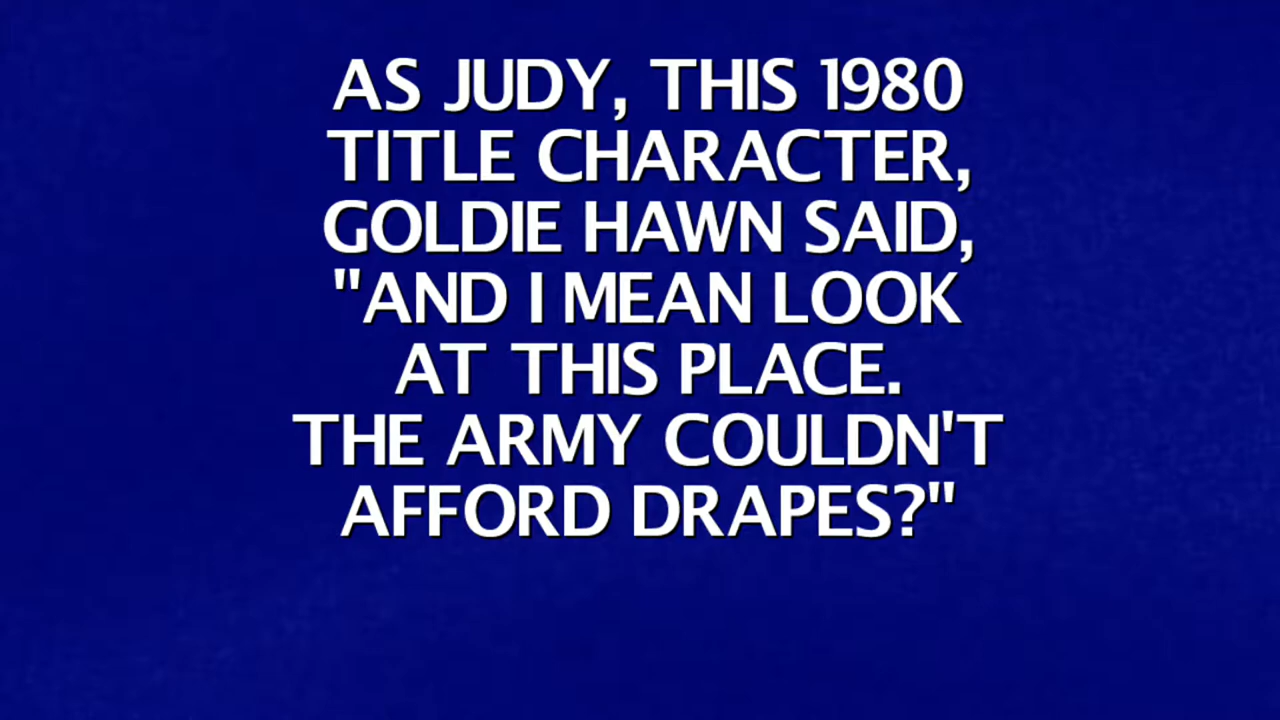 AS JUDY, THIS 1980
TITLE CHARACTER,
GOLDIE HAWN SAID,
"AND I MEAN LOOK
AT THIS PLACE.
THE ARMY COULDN'T
AFFORD DRAPES?"